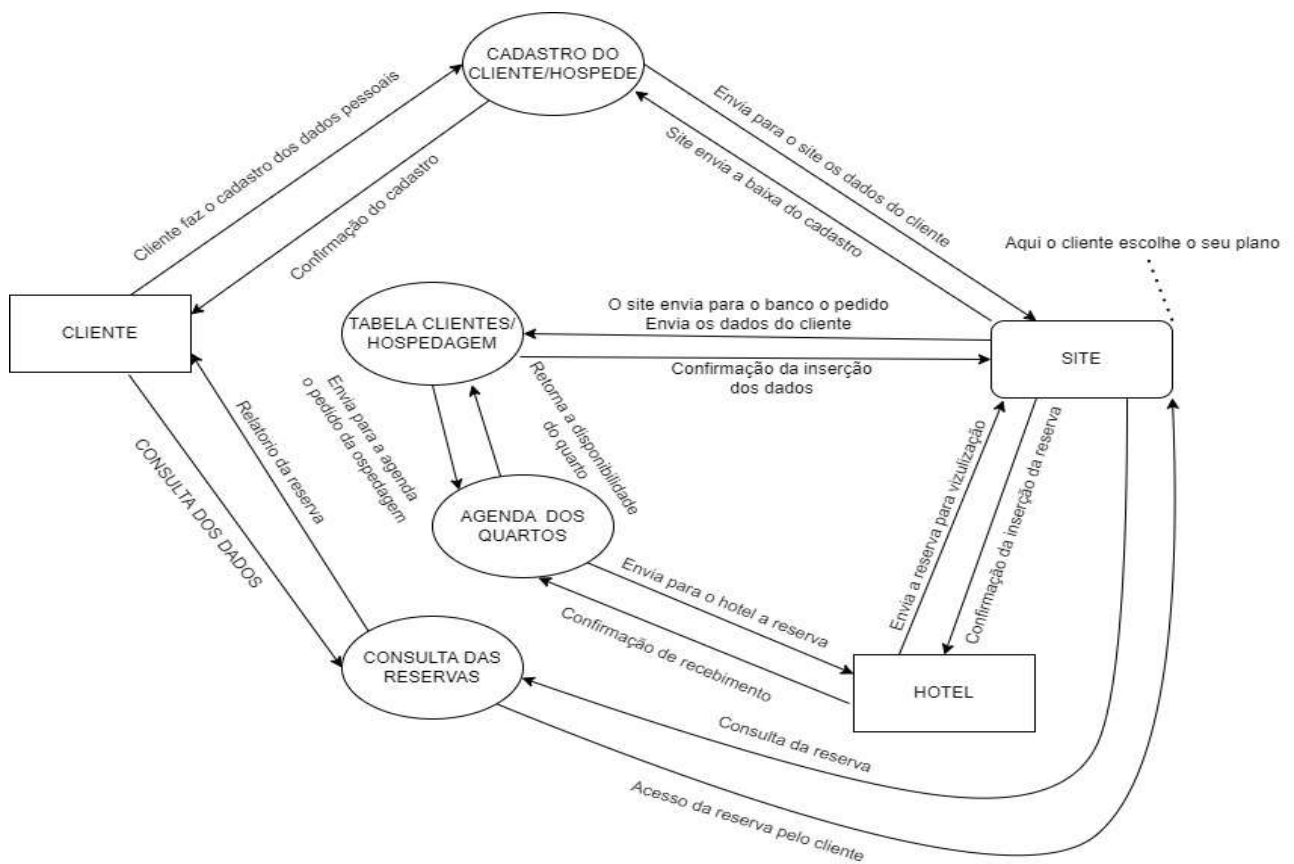 CADASTRO DO
CLIENTE/HOSPEDE
Cliente faz o cadastro dos dados pessoais
Confirmação do cadastro
Envia para o site os dados do cliente
Site envia a baixa do cadastro
Aqui o cliente escolhe o seu plano
CLIENTE
TABELA CLIENTES/
HOSPEDAGEM
O site envia para o banco o pedido
Envia os dados do cliente
Confirmação da inserção
dos dados
SITE
Envia para a agenda
o pedido da ospedagem
Retorna a disponibilidade
do quarto
Relatorio da reserva
CONSULTA DOS DADOS
AGENDA DOS
QUARTOS
Envia para o hotel a reserva
Confirmação de recebimento
Envia a reserva para vizulização
Confirmação da inserção da reserva
CONSULTA DAS
RESERVAS
HOTEL
Consulta da reserva
Acesso da reserva pelo cliente